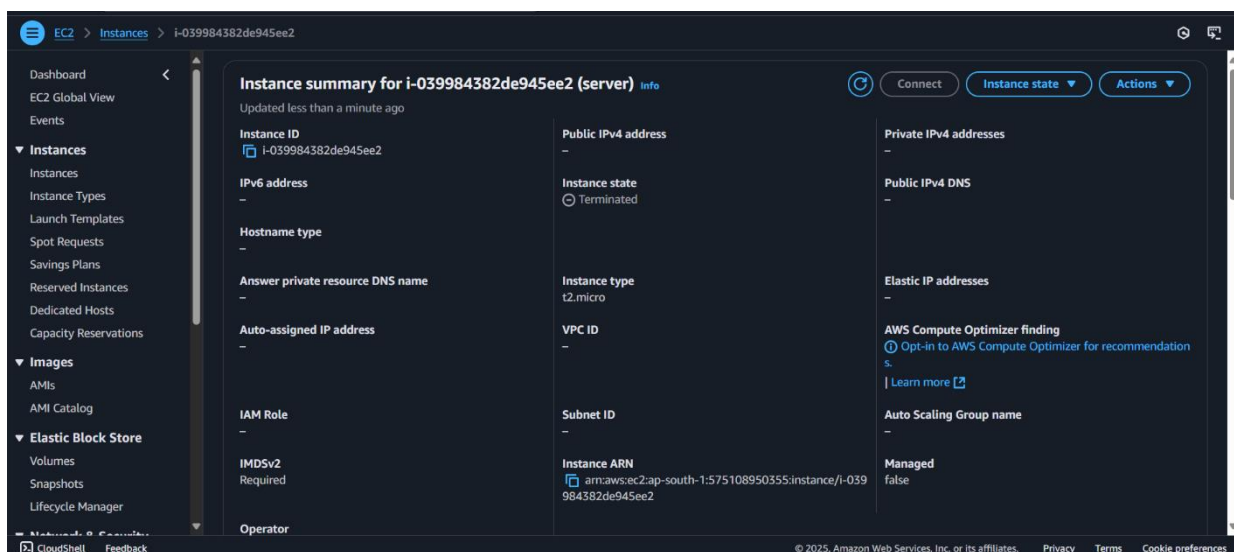 EC2 > Instances > i-039984382de945ee2
Dashboard
EC2 Global View
Events
Instances
Instances
Instance Types
Launch Templates
Spot Requests
Savings Plans
Reserved Instances
Dedicated Hosts
Capacity Reservations
Images
AMIs
AMI Catalog
Elastic Block Store
Volumes
Snapshots
Lifecycle Manager
Network & Security
Instance summary for i-039984382de945ee2 (server) Info
Connect
Instance state
Actions
Updated less than a minute ago
Instance ID
i-039984382de945ee2
Public IPv4 address
–
Private IPv4 addresses
–
IPv6 address
–
Instance state
Terminated
Public IPv4 DNS
–
Hostname type
–
Answer private resource DNS name
–
Instance type
t2.micro
Elastic IP addresses
–
Auto-assigned IP address
–
VPC ID
–
AWS Compute Optimizer finding
Opt-in to AWS Compute Optimizer for recommendation
s.
| Learn more
IAM Role
–
Subnet ID
–
Auto Scaling Group name
–
IMDSv2
Required
Instance ARN
arn:aws:ec2:ap-south-1:575108950355:instance/i-039
984382de945ee2
Managed
false
Operator
CloudShell Feedback
© 2025, Amazon Web Services, Inc. or its affiliates. Privacy Terms Cookie preferences